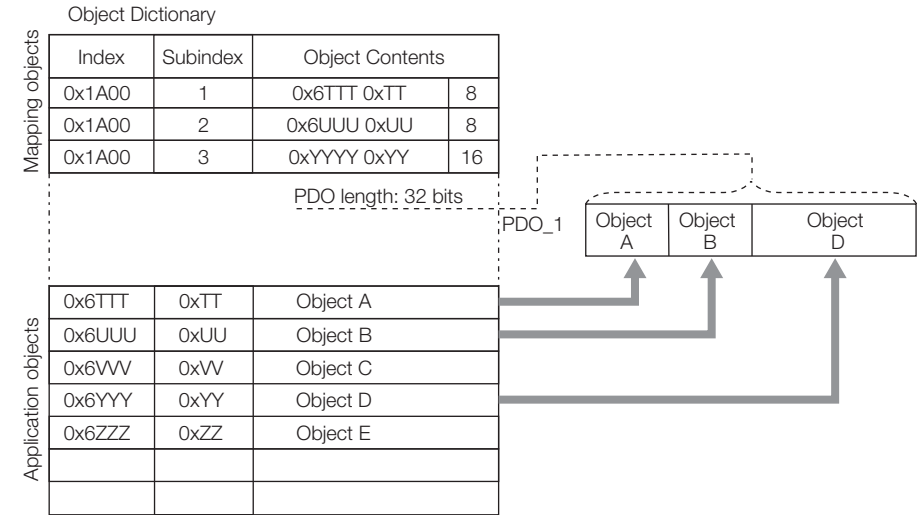 Object Dictionary
Mapping objects
Index Subindex Object Contents
0x1A00 1 0x6TTT 0xTT 8
0x1A00 2 0x6UUU 0xUU 8
0x1A00 3 0xYYYY 0xYY 16
PDO length: 32 bits
PDO_1
Object A
Object B
Object D
Application objects
0x6TTT 0xTT Object A
0x6UUU 0xUU Object B
0x6VVV 0xVV Object C
0x6YYY 0xYY Object D
0x6ZZZ 0xZZ Object E